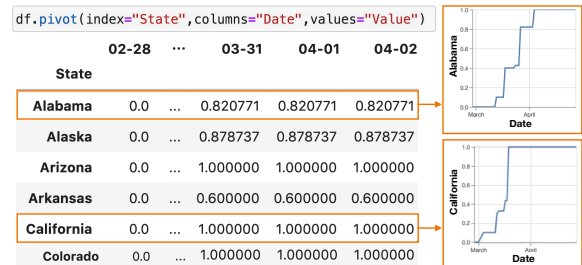 df.pivot(index="State",columns="Date",values="Value")
02-28 ... 03-31 04-01 04-02
State
Alabama 0.0 ... 0.820771 0.820771 0.820771
Alaska 0.0 ... 0.878737 0.878737 0.878737
Arizona 0.0 ... 1.000000 1.000000 1.000000
Arkansas 0.0 ... 0.600000 0.600000 0.600000
California 0.0 ... 1.000000 1.000000 1.000000
Colorado 0.0 ... 1.000000 1.000000 1.000000
Alabama
1.0
0.8
0.6
0.4
0.2
0.0
March April
Date
California
1.0
0.8
0.6
0.4
0.2
0.0
March April
Date